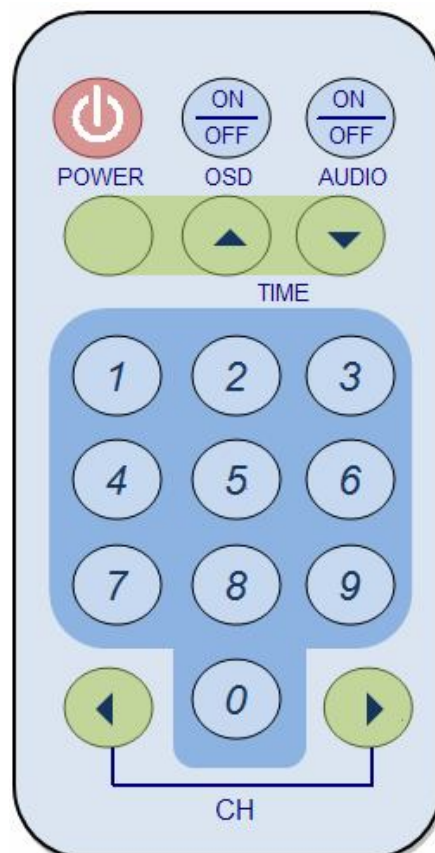 ON ON
OFF OFF
POWER OSD AUDIO
TIME
1 2 3
4 5 6
7 8 9
0
CH